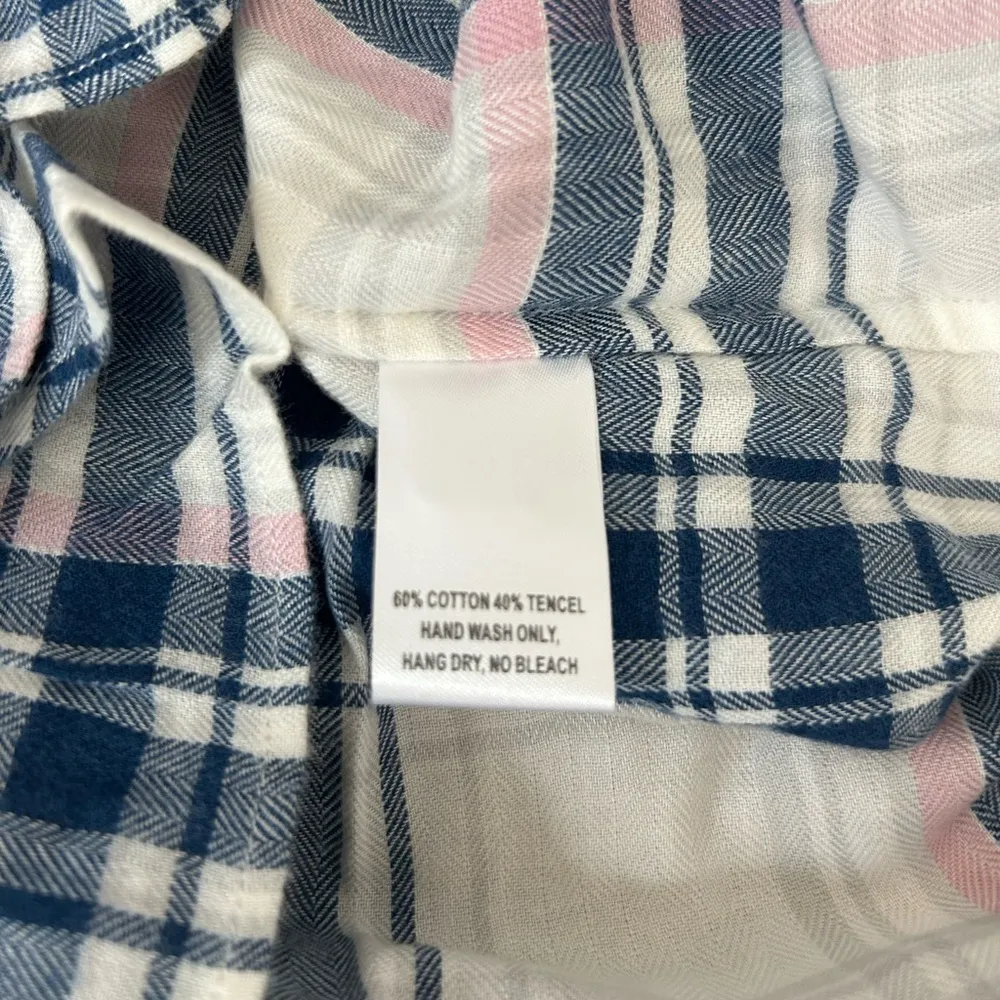 60% COTTON 40% TENCEL
HAND WASH ONLY,
HANG DRY, NO BLEACH